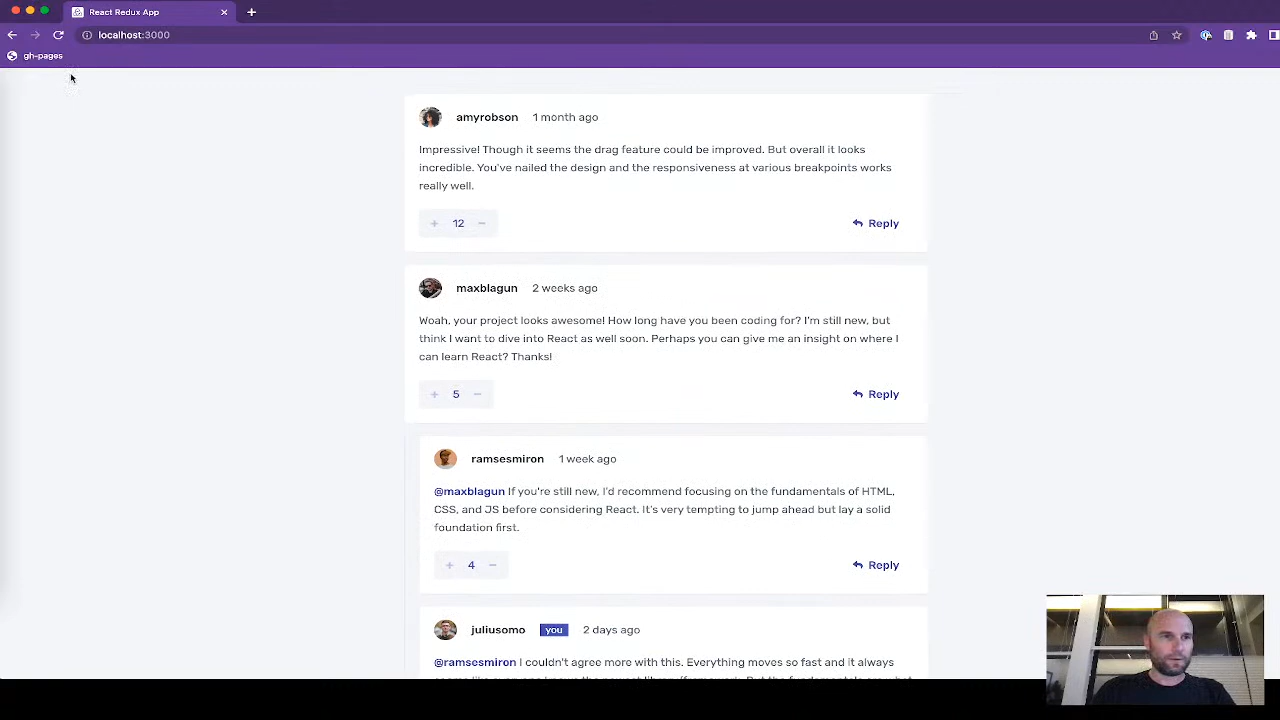 React Redux App
localhost:3000
gh-pages
amyrobson 1 month ago
Impressive! Though it seems the drag feature could be improved. But overall it looks
incredible. You've nailed the design and the responsiveness at various breakpoints works
really well.
+ 12 − Reply
maxblagun 2 weeks ago
Woah, your project looks awesome! How long have you been coding for? I'm still new, but
think I want to dive into React as well soon. Perhaps you can give me an insight on where I
can learn React? Thanks!
+ 5 − Reply
ramsesmiron 1 week ago
@maxblagun If you're still new, I'd recommend focusing on the fundamentals of HTML,
CSS, and JS before considering React. It's very tempting to jump ahead but lay a solid
foundation first.
+ 4 − Reply
juliusomo you 2 days ago
@ramsesmiron I couldn't agree more with this. Everything moves so fast and it always